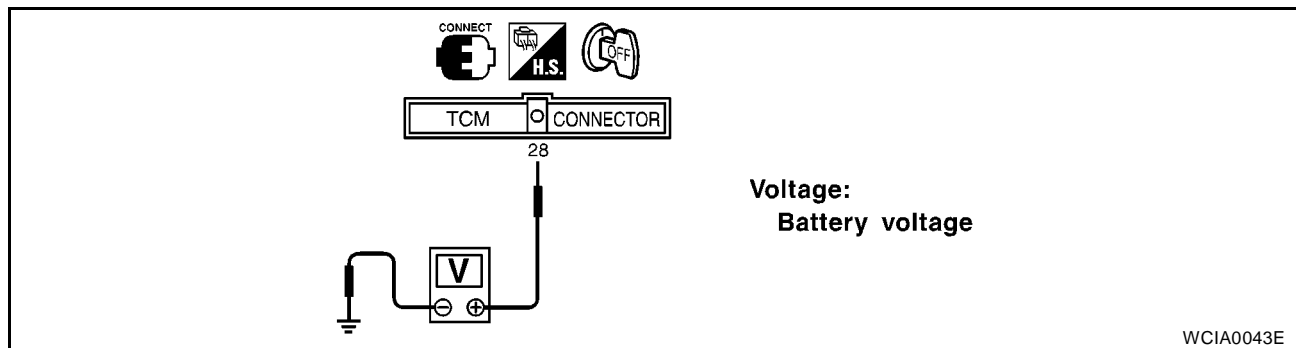 CONNECT
H.S.
OFF
TCM CONNECTOR
28
Voltage:
Battery voltage
V
WCIA0043E